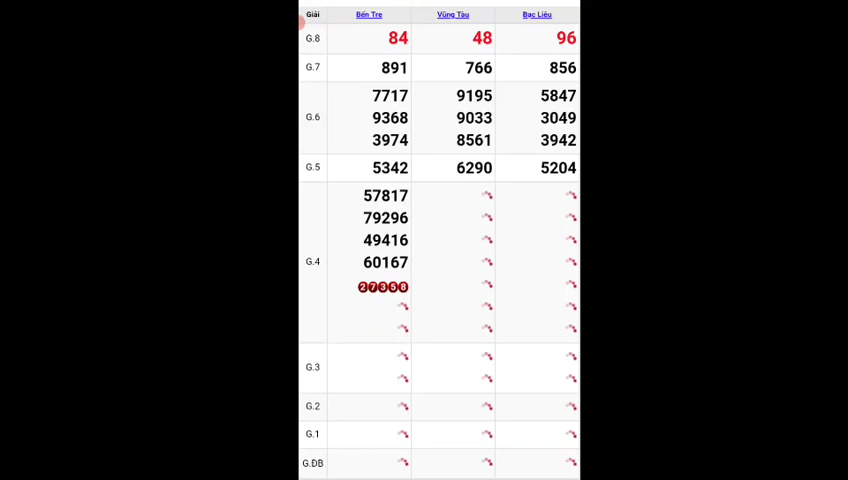 Giải Bến Tre Vũng Tàu Bạc Liêu
G.8 84 48 96
G.7 891 766 856
7717 9195 5847
G.6 9368 9033 3049
3974 8561 3942
G.5 5342 6290 5204
57817
79296
49416
G.4 60167
27358
G.3
G.2
G.1
G.ĐB